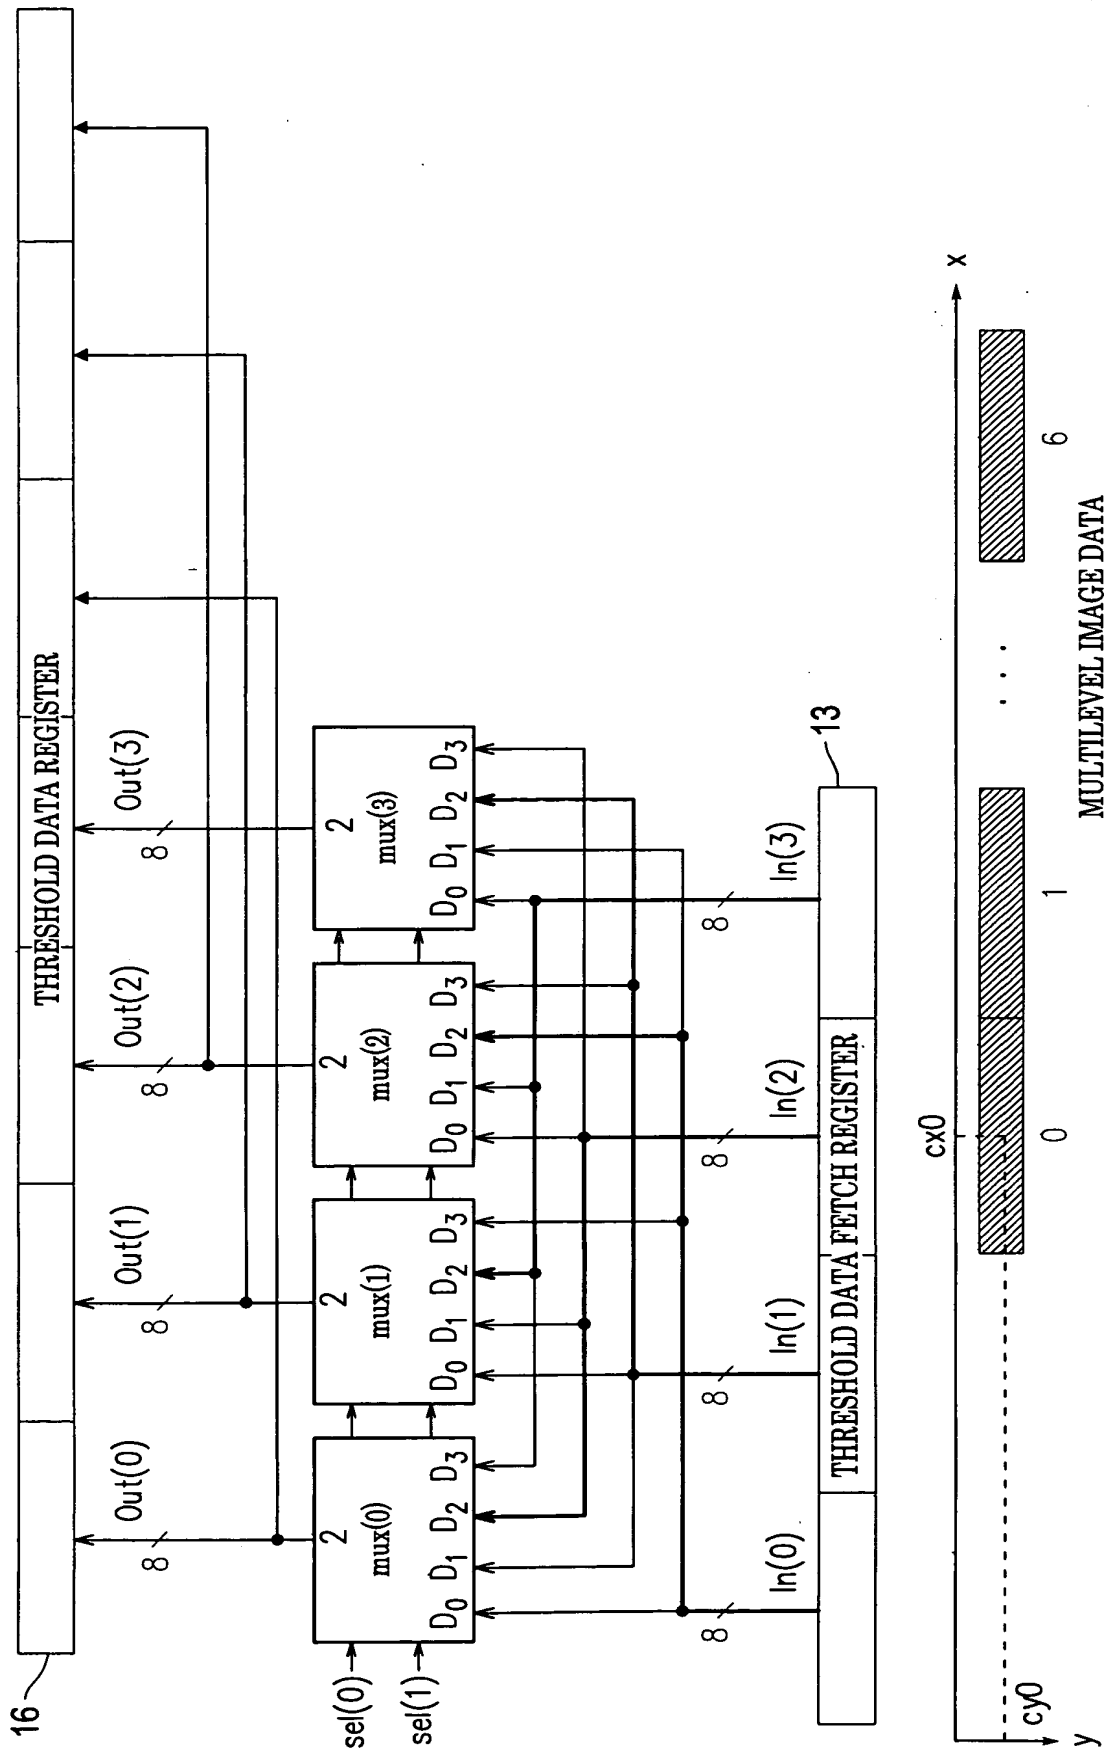 16
THRESHOLD DATA REGISTER
Out(0)
Out(1)
Out(2)
Out(3)
8
8
8
8
sel(0)
sel(1)
2
mux(0)
D0 D1 D2 D3
2
mux(1)
D0 D1 D2 D3
2
mux(2)
D0 D1 D2 D3
2
mux(3)
D0 D1 D2 D3
8
8
8
8
In(0)
In(1)
In(2)
In(3)
THRESHOLD DATA FETCH REGISTER
13
cx0
x
cy0
y
0
1
. . .
6
MULTILEVEL IMAGE DATA